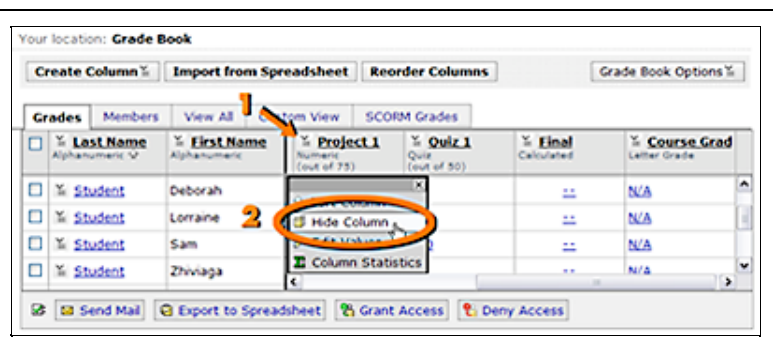 Your location: Grade Book
Create Column Import from Spreadsheet Reorder Columns Grade Book Options
Grades Members View All Custom View SCORM Grades
1
Last Name First Name Project 1 Quiz 1 Final Course Grad
Alphanumeric Alphanumeric Numeric Quiz Calculated Letter Grade
(out of 75) (out of 50)
Student Deborah -- N/A
Student Lorraine 2 Hide Column -- N/A
Student Sam Edit Values -- N/A
Column Statistics
Student Zhiviaga -- N/A
Send Mail Export to Spreadsheet Grant Access Deny Access